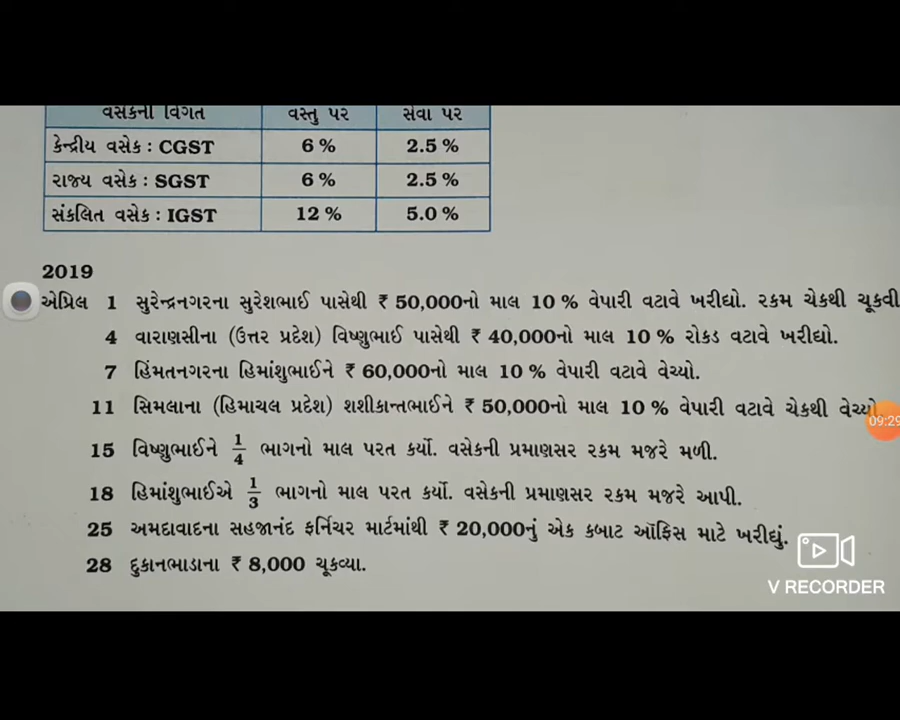 વસેકની વિગત વસ્તુ પર સેવા પર
કેન્દ્રીય વસેક : CGST 6 % 2.5 %
રાજ્ય વસેક : SGST 6 % 2.5 %
સંકલિત વસેક : IGST 12 % 5.0 %
2019
એપ્રિલ 1 સુરેન્દ્રનગરના સુરેશભાઈ પાસેથી ₹ 50,000નો માલ 10 % વેપારી વટાવે ખરીદ્યો. રકમ ચેકથી ચૂકવી
4 વારાણસીના (ઉત્તર પ્રદેશ) વિષ્ણુભાઈ પાસેથી ₹ 40,000નો માલ 10 % રોકડ વટાવે ખરીદ્યો.
7 હિંમતનગરના હિમાંશુભાઈને ₹ 60,000નો માલ 10 % વેપારી વટાવે વેચ્યો.
11 સિમલાના (હિમાચલ પ્રદેશ) શશીકાન્તભાઈને ₹ 50,000નો માલ 10 % વેપારી વટાવે ચેકથી વેચ્યો
09:29
15 વિષ્ણુભાઈને 1/4 ભાગનો માલ પરત કર્યો. વસેકની પ્રમાણસર રકમ મજરે મળી.
18 હિમાંશુભાઈએ 1/3 ભાગનો માલ પરત કર્યો. વસેકની પ્રમાણસર રકમ મજરે આપી.
25 અમદાવાદના સહજાનંદ ફર્નિચર માર્ટમાંથી ₹ 20,000નું એક કબાટ ઑફિસ માટે ખરીદ્યું.
28 દુકાનભાડાના ₹ 8,000 ચૂકવ્યા.
V RECORDER